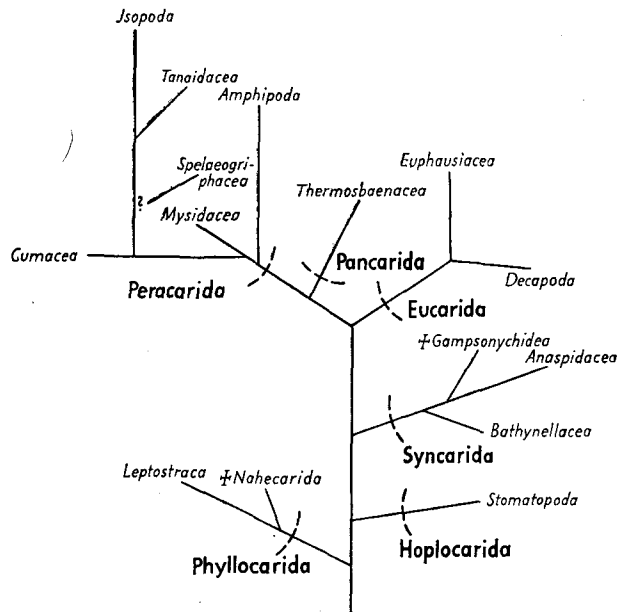 Jsopoda
Tanaidacea
Amphipoda
Spelaeogri-
phacea
?
Mysidacea
Cumacea
Peracarida
Thermosbaenacea
Pancarida
Euphausiacea
Decapoda
Eucarida
‡Gampsonychidea
Anaspidacea
Bathynellacea
Syncarida
Leptostraca
‡Nahecarida
Stomatopoda
Hoplocarida
Phyllocarida